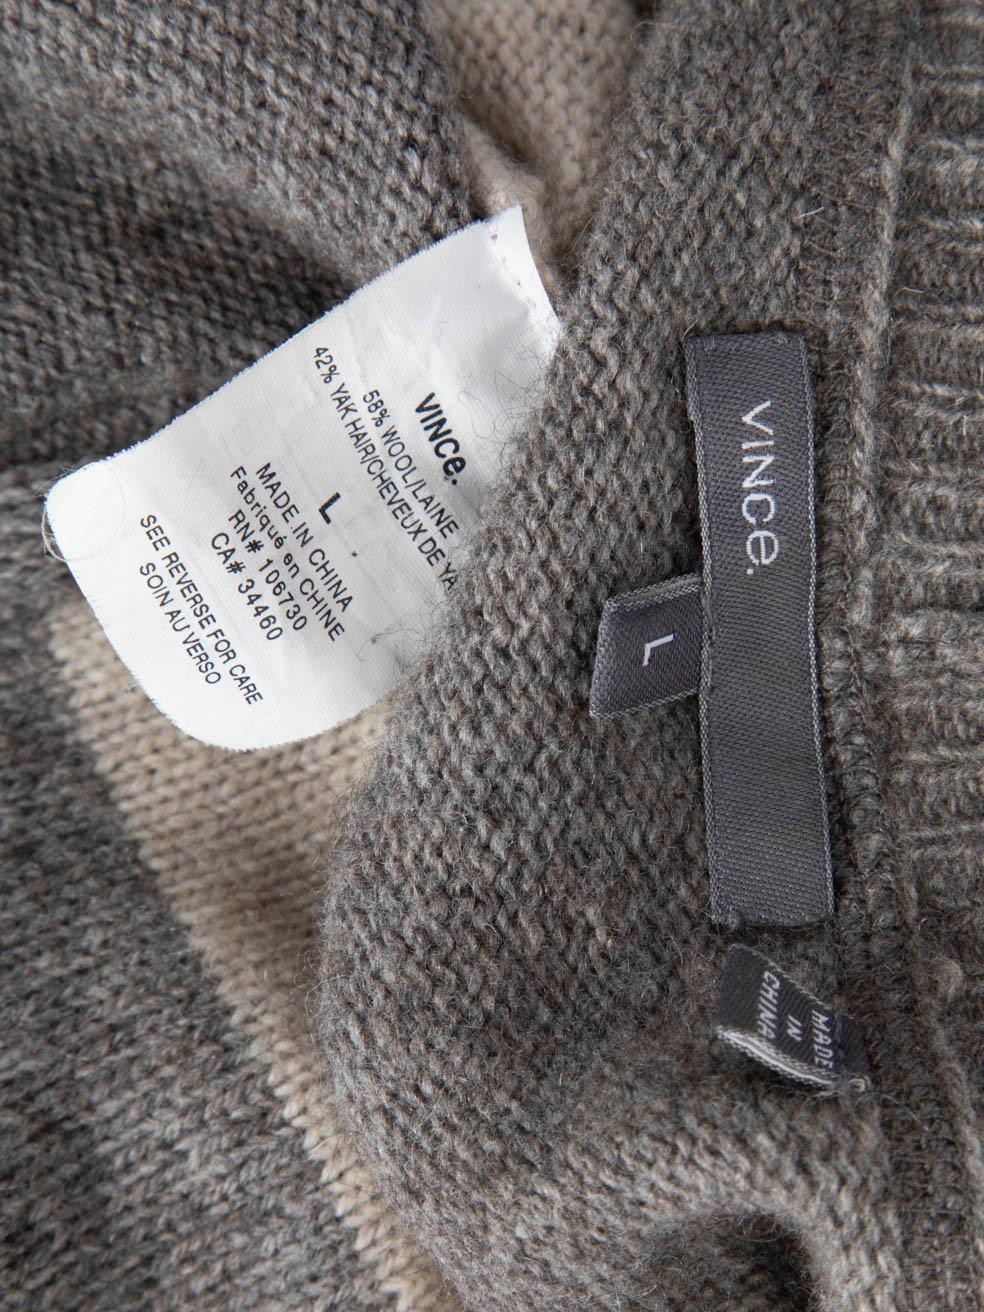 VINCE.
58% WOOL/LAINE
42% YAK HAIR/CHEVEUX DE YA
L
MADE IN CHINA
Fabriqué en CHINE
RN# 106730
CA# 34460
SEE REVERSE FOR CARE
SOIN AU VERSO
VINCE.
L
MADE
IN
CHINA